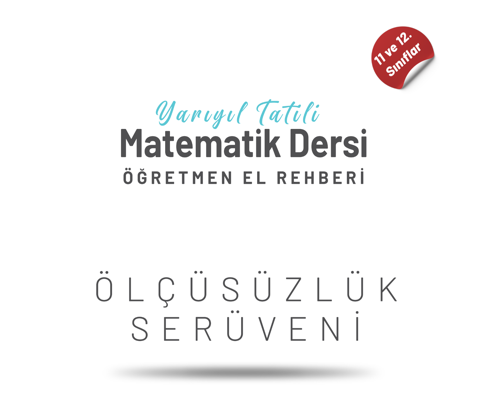 11 ve 12.
Sınıflar
Yarıyıl Tatili
Matematik Dersi
ÖĞRETMEN EL REHBERİ
ÖLÇÜSÜZLÜK
SERÜVENİ